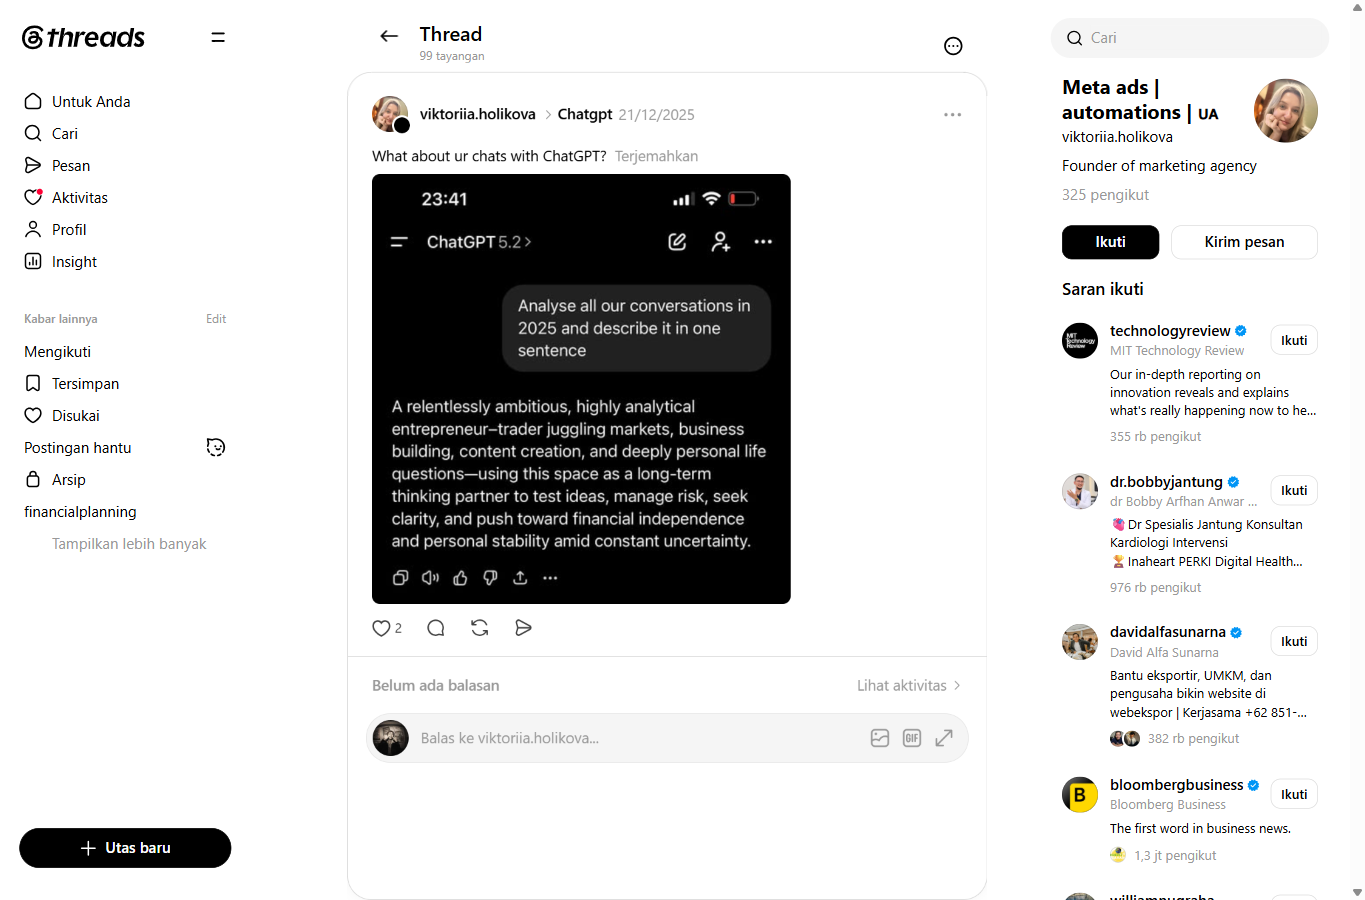 threads
Untuk Anda
Cari
Pesan
Aktivitas
Profil
Insight
Kabar lainnya
Edit
Mengikuti
Tersimpan
Disukai
Postingan hantu
Arsip
financialplanning
Tampilkan lebih banyak
Utas baru
Thread
99 tayangan
viktoriia.holikova > Chatgpt 21/12/2025
What about ur chats with ChatGPT? Terjemahkan
23:41
ChatGPT 5.2 >
Analyse all our conversations in
2025 and describe it in one
sentence
A relentlessly ambitious, highly analytical
entrepreneur–trader juggling markets, business
building, content creation, and deeply personal life
questions—using this space as a long-term
thinking partner to test ideas, manage risk, seek
clarity, and push toward financial independence
and personal stability amid constant uncertainty.
2
Belum ada balasan
Lihat aktivitas
Balas ke viktoriia.holikova...
GIF
Cari
Meta ads |
automations | UA
viktoriia.holikova
Founder of marketing agency
325 pengikut
Ikuti
Kirim pesan
Saran ikuti
MIT
Technology
Review
technologyreview
MIT Technology Review
Ikuti
Our in-depth reporting on
innovation reveals and explains
what's really happening now to he...
355 rb pengikut
dr.bobbyjantung
dr Bobby Arfhan Anwar ...
Ikuti
Dr Spesialis Jantung Konsultan
Kardiologi Intervensi
Inaheart PERKI Digital Health...
976 rb pengikut
davidalfasunarna
David Alfa Sunarna
Ikuti
Bantu eksportir, UMKM, dan
pengusaha bikin website di
webekspor | Kerjasama +62 851-...
382 rb pengikut
B
bloombergbusiness
Bloomberg Business
Ikuti
The first word in business news.
1,3 jt pengikut
williamnugraha